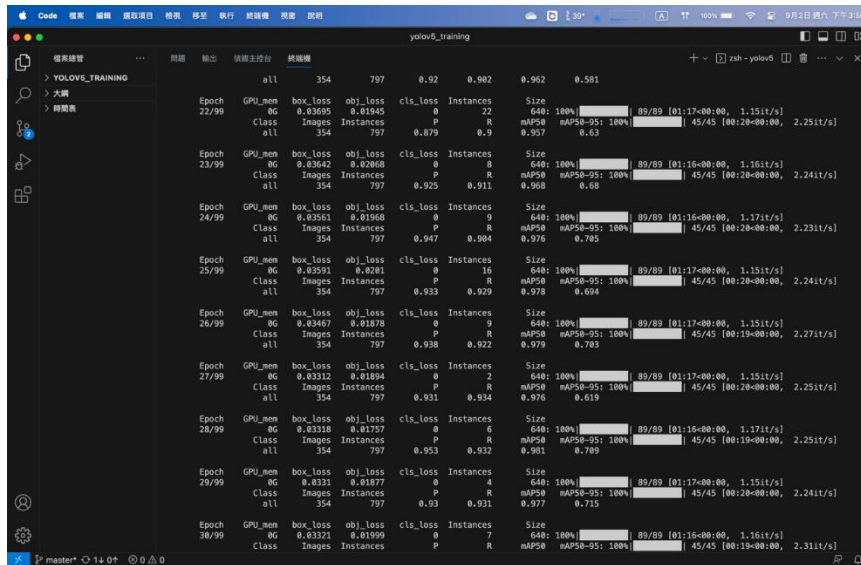 Code 檔案 編輯 選取項目 檢視 移至 執行 終端機 視窗 說明 39° A 100% 9月2日 週六 下午3:5
yolov5_training
檔案總管 ··· 問題 輸出 偵錯主控台 終端機 zsh - yolov5
> YOLOV5_TRAINING
> 大綱
> 時間表
all 354 797 0.92 0.902 0.962 0.581
Epoch GPU_mem box_loss obj_loss cls_loss Instances Size
22/99 0G 0.03695 0.01945 0 22 640: 100%| | 89/89 [01:17<00:00, 1.15it/s]
Class Images Instances P R mAP50 mAP50-95: 100%| | 45/45 [00:20<00:00, 2.25it/s]
all 354 797 0.879 0.9 0.957 0.63
Epoch GPU_mem box_loss obj_loss cls_loss Instances Size
23/99 0G 0.03642 0.02068 0 8 640: 100%| | 89/89 [01:16<00:00, 1.16it/s]
Class Images Instances P R mAP50 mAP50-95: 100%| | 45/45 [00:20<00:00, 2.24it/s]
all 354 797 0.925 0.911 0.968 0.68
Epoch GPU_mem box_loss obj_loss cls_loss Instances Size
24/99 0G 0.03561 0.01968 0 9 640: 100%| | 89/89 [01:16<00:00, 1.17it/s]
Class Images Instances P R mAP50 mAP50-95: 100%| | 45/45 [00:20<00:00, 2.23it/s]
all 354 797 0.947 0.904 0.976 0.705
Epoch GPU_mem box_loss obj_loss cls_loss Instances Size
25/99 0G 0.03591 0.0201 0 16 640: 100%| | 89/89 [01:17<00:00, 1.15it/s]
Class Images Instances P R mAP50 mAP50-95: 100%| | 45/45 [00:20<00:00, 2.24it/s]
all 354 797 0.933 0.929 0.978 0.694
Epoch GPU_mem box_loss obj_loss cls_loss Instances Size
26/99 0G 0.03467 0.01878 0 9 640: 100%| | 89/89 [01:17<00:00, 1.15it/s]
Class Images Instances P R mAP50 mAP50-95: 100%| | 45/45 [00:20<00:00, 2.27it/s]
all 354 797 0.938 0.922 0.979 0.703
Epoch GPU_mem box_loss obj_loss cls_loss Instances Size
27/99 0G 0.03312 0.01894 0 2 640: 100%| | 89/89 [01:17<00:00, 1.15it/s]
Class Images Instances P R mAP50 mAP50-95: 100%| | 45/45 [00:20<00:00, 2.25it/s]
all 354 797 0.931 0.934 0.976 0.619
Epoch GPU_mem box_loss obj_loss cls_loss Instances Size
28/99 0G 0.03318 0.01757 0 6 640: 100%| | 89/89 [01:16<00:00, 1.17it/s]
Class Images Instances P R mAP50 mAP50-95: 100%| | 45/45 [00:19<00:00, 2.25it/s]
all 354 797 0.953 0.932 0.981 0.709
Epoch GPU_mem box_loss obj_loss cls_loss Instances Size
29/99 0G 0.0331 0.01877 0 4 640: 100%| | 89/89 [01:17<00:00, 1.15it/s]
Class Images Instances P R mAP50 mAP50-95: 100%| | 45/45 [00:20<00:00, 2.24it/s]
all 354 797 0.93 0.931 0.977 0.715
Epoch GPU_mem box_loss obj_loss cls_loss Instances Size
30/99 0G 0.03321 0.01999 0 7 640: 100%| | 89/89 [01:16<00:00, 1.16it/s]
Class Images Instances P R mAP50 mAP50-95: 100%| | 45/45 [00:19<00:00, 2.31it/s]
master* 1↓ 0↑ 0 0